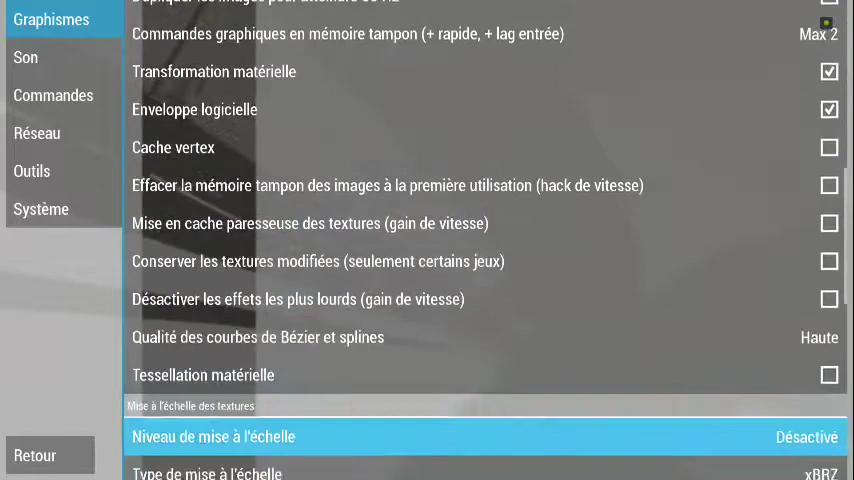 Graphismes
Commandes graphiques en mémoire tampon (+ rapide, + lag entrée) Max 2
Son
Transformation matérielle
Commandes
Enveloppe logicielle
Réseau
Cache vertex
Outils
Effacer la mémoire tampon des images à la première utilisation (hack de vitesse)
Système
Mise en cache paresseuse des textures (gain de vitesse)
Conserver les textures modifiées (seulement certains jeux)
Désactiver les effets les plus lourds (gain de vitesse)
Qualité des courbes de Bézier et splines Haute
Tessellation matérielle
Mise à l'échelle des textures
Niveau de mise à l'échelle Désactivé
Retour
Type de mise à l'échelle xBRZ